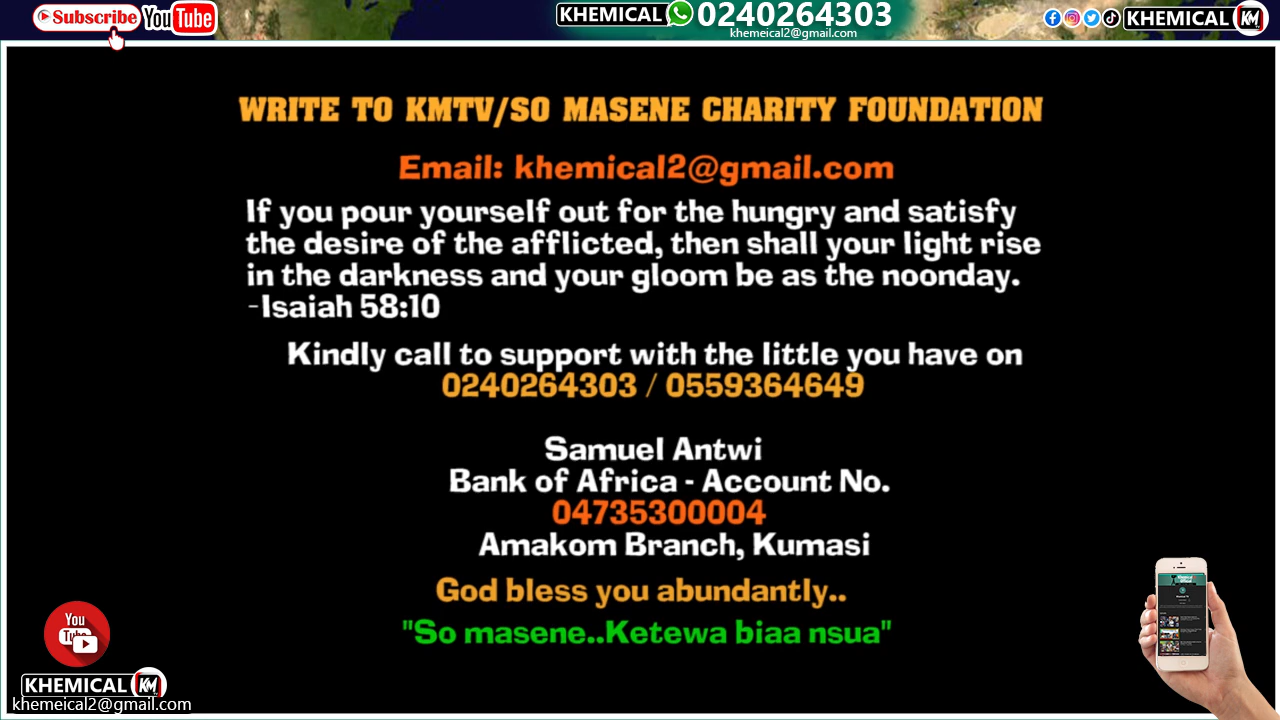 Subscribe YouTube
KHEMICAL 0240264303
khemeical2@gmail.com
KHEMICAL KM
WRITE TO KMTV/SO MASENE CHARITY FOUNDATION
Email: khemical2@gmail.com
If you pour yourself out for the hungry and satisfy
the desire of the afflicted, then shall your light rise
in the darkness and your gloom be as the noonday.
-Isaiah 58:10
Kindly call to support with the little you have on
0240264303 / 0559364649
Samuel Antwi
Bank of Africa - Account No.
04735300004
Amakom Branch, Kumasi
God bless you abundantly..
"So masene..Ketewa biaa nsua"
You
Tube
KHEMICAL KM
khemeical2@gmail.com